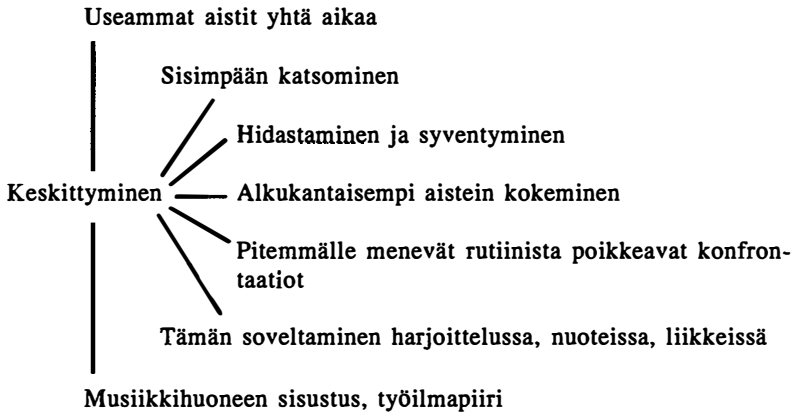 Useammat aistit yhtä aikaa
Sisimpään katsominen
Hidastaminen ja syventyminen
Keskittyminen
Alkukantaisempi aistein kokeminen
Pitemmälle menevät rutiinista poikkeavat konfron-
taatiot
Tämän soveltaminen harjoittelussa, nuoteissa, liikkeissä
Musiikkihuoneen sisustus, työilmapiiri